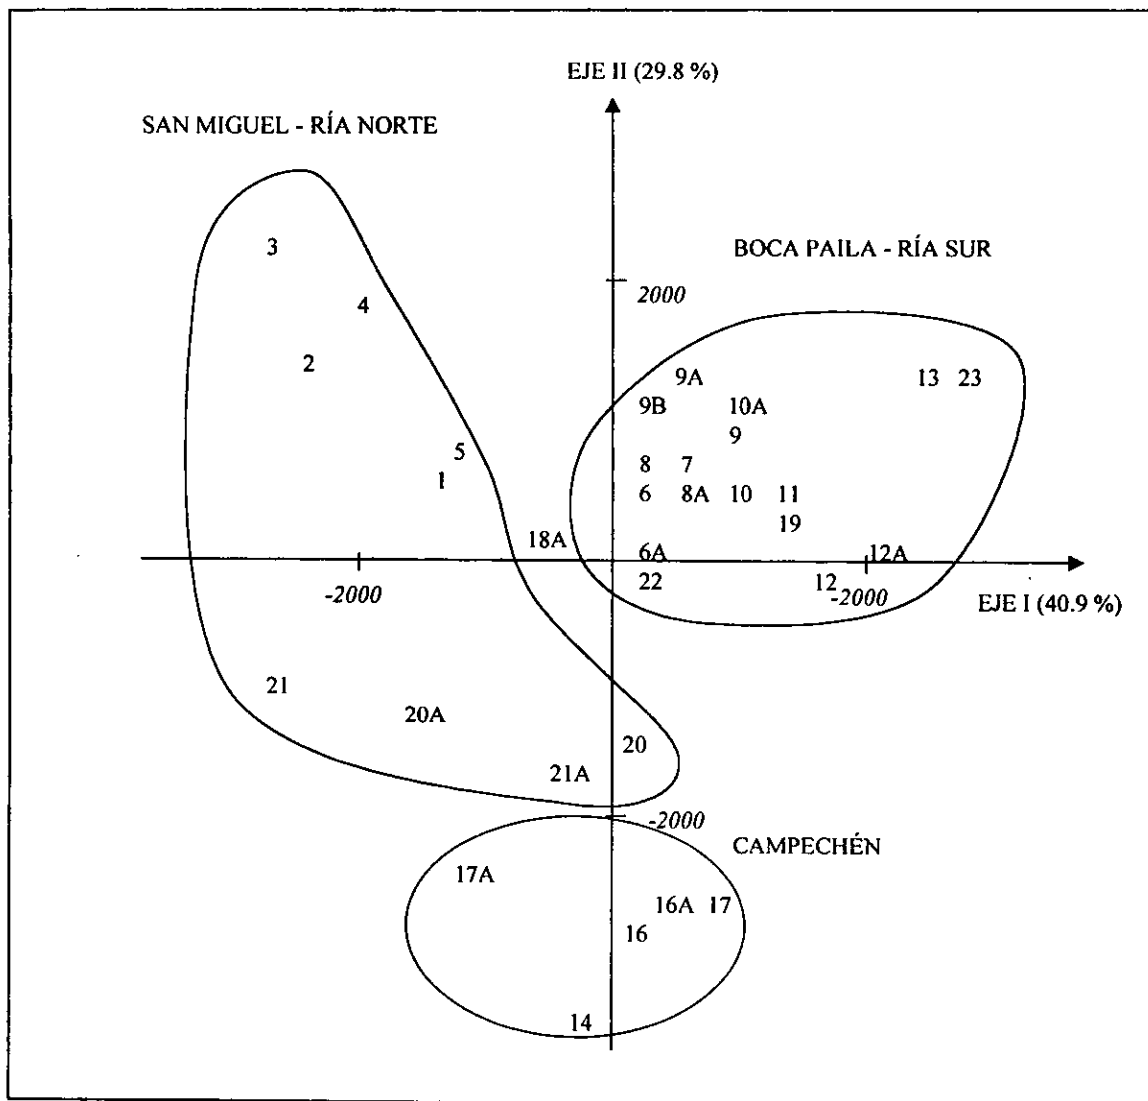 EJE II (29.8 %)
SAN MIGUEL - RÍA NORTE
3
BOCA PAILA - RÍA SUR
2000
4
2
9A
13 23
9B
10A
9
5
8
7
1
6
8A
10
11
19
18A
6A
12A
22
12
-2000
-2000
EJE I (40.9 %)
21
20A
20
21A
-2000
CAMPECHÉN
17A
16A 17
16
14